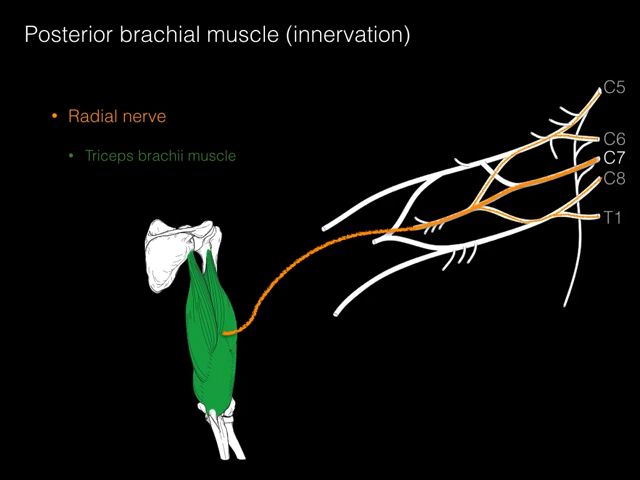 Posterior brachial muscle (innervation)
• Radial nerve
• Triceps brachii muscle
C5
C6
C7
C8
T1